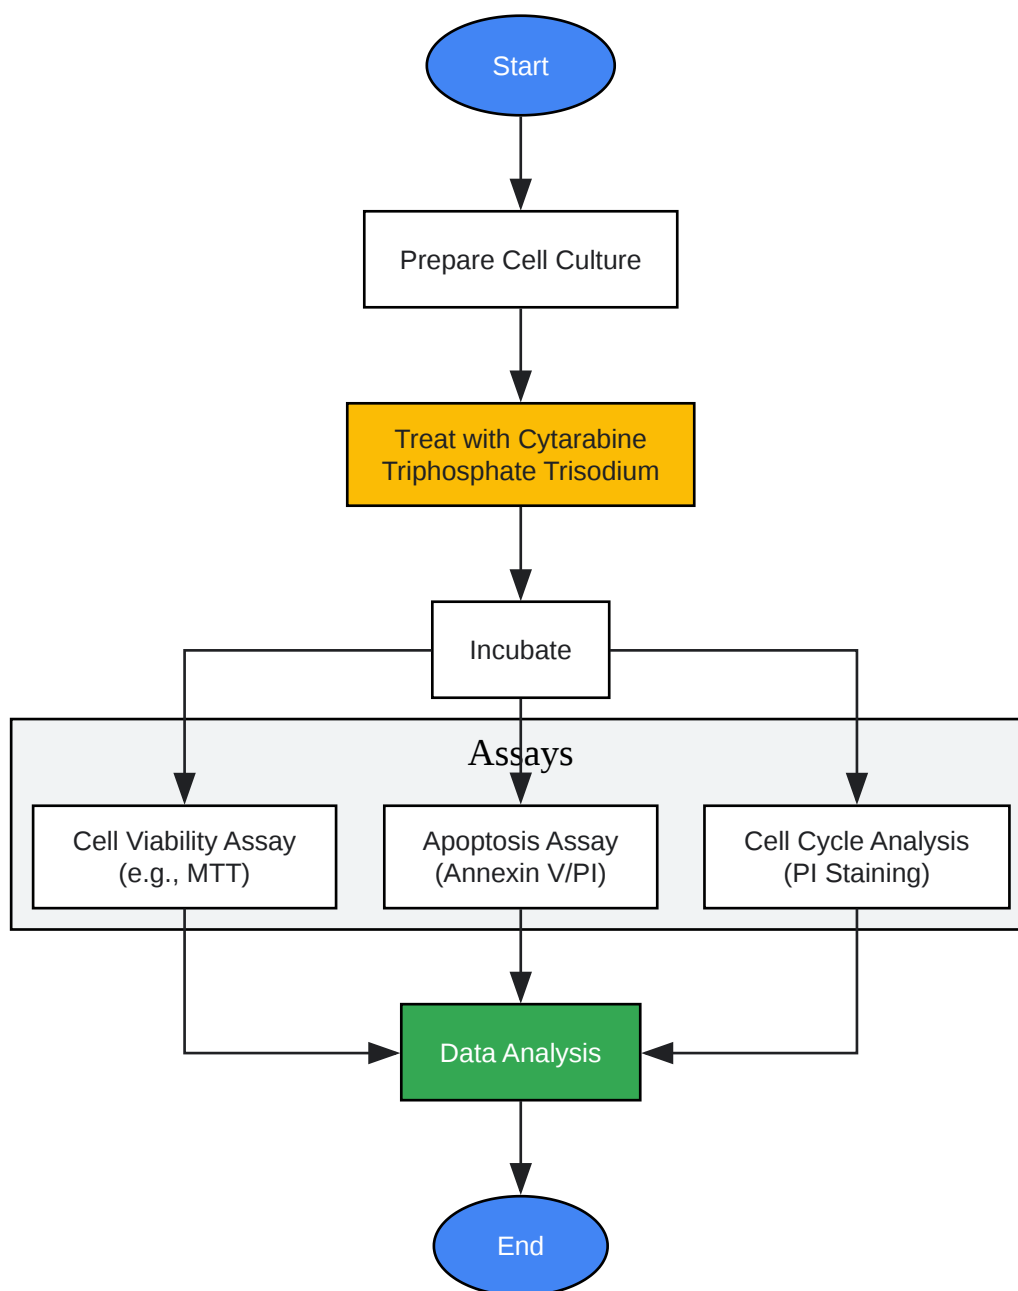 Start
Prepare Cell Culture
Treat with Cytarabine
Triphosphate Trisodium
Incubate
Assays
Cell Viability Assay
(e.g., MTT)
Apoptosis Assay
(Annexin V/PI)
Cell Cycle Analysis
(PI Staining)
Data Analysis
End